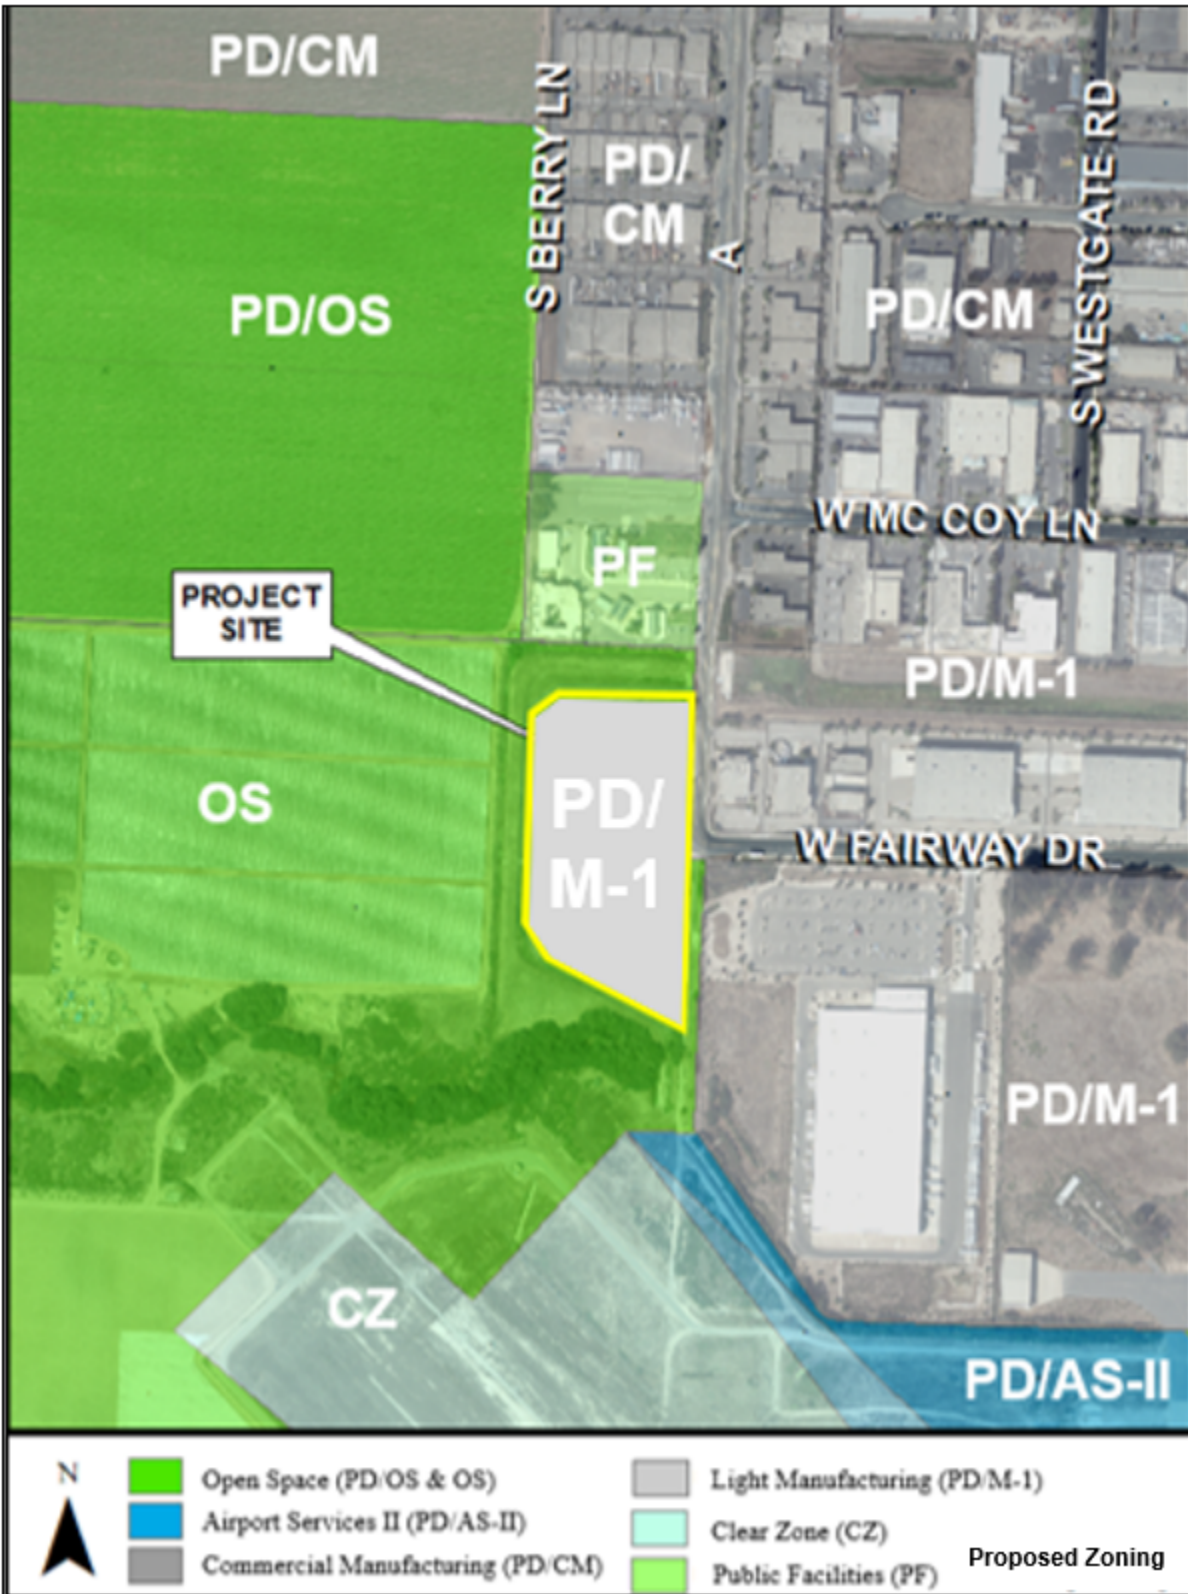 PD/CM
S BERRY LN
PD/
CM
A
S WESTGATE RD
PD/OS
PD/CM
W MC COY LN
PF
PROJECT
SITE
PD/M-1
OS
PD/
M-1
W FAIRWAY DR
PD/M-1
CZ
PD/AS-II
N
Open Space (PD/OS & OS)
Airport Services II (PD/AS-II)
Commercial Manufacturing (PD/CM)
Light Manufacturing (PD/M-1)
Clear Zone (CZ)
Public Facilities (PF)
Proposed Zoning